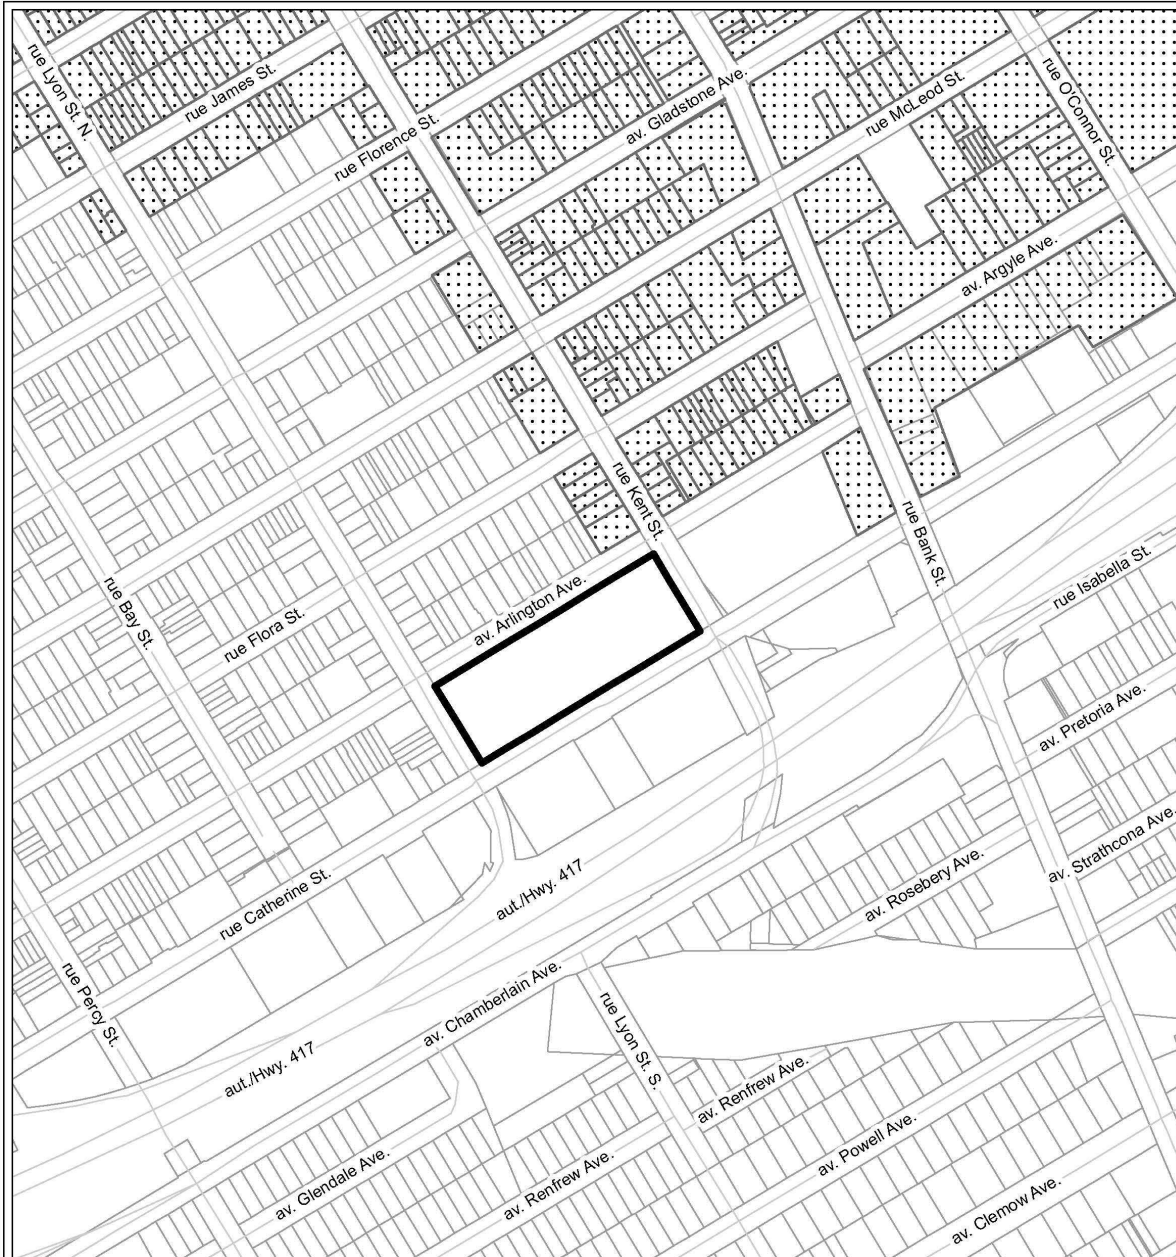 rue Lyon St. N.
rue James St.
rue Florence St.
av. Gladstone Ave.
rue McLeod St.
rue O'Connor St.
av. Argyle Ave.
rue Kent St.
rue Bank St.
av. Arlington Ave.
rue Isabella St.
rue Bay St.
rue Flora St.
av. Pretoria Ave.
av. Strathcona Ave.
av. Rosebery Ave.
aut./Hwy. 417
rue Catherine St.
rue Percy St.
av. Chamberlain Ave.
rue Lyon St. S.
aut./Hwy. 417
av. Renfrew Ave.
av. Powell Ave.
av. Glendale Ave.
av. Renfrew Ave.
av. Clemow Ave.